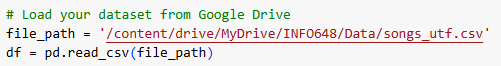 # Load your dataset from Google Drive
file_path = '/content/drive/MyDrive/INFO648/Data/songs_utf.csv'
df = pd.read_csv(file_path)